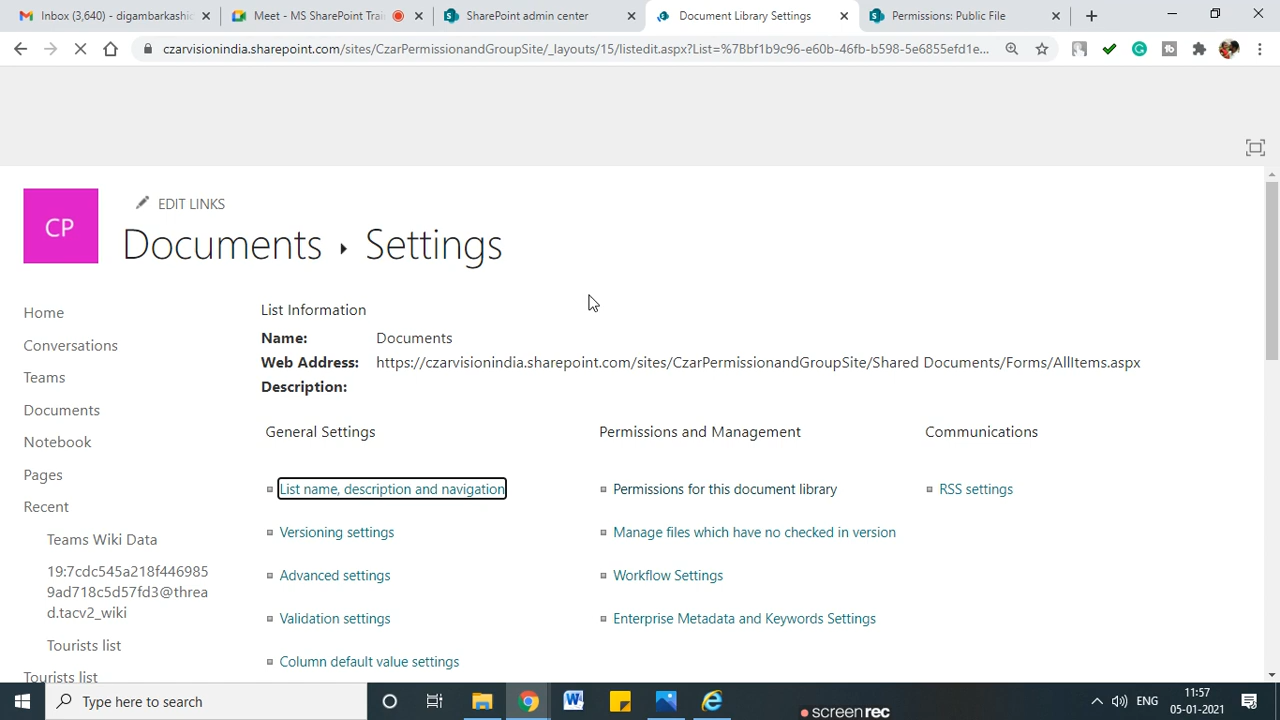 Inbox (3,640) - digambarkashi
Meet - MS SharePoint Trai
SharePoint admin center
Document Library Settings
Permissions: Public File
czarvisionindia.sharepoint.com/sites/CzarPermissionandGroupSite/_layouts/15/listedit.aspx?List=%7Bbf1b9c96-e60b-46fb-b598-5e6855efd1e...
CP
EDIT LINKS
Documents ▸ Settings
Home
Conversations
Teams
Documents
Notebook
Pages
Recent
Teams Wiki Data
19:7cdc545a218f446985
9ad718c5d57fd3@threa
d.tacv2_wiki
Tourists list
Tourists list
List Information
Name: Documents
Web Address: https://czarvisionindia.sharepoint.com/sites/CzarPermissionandGroupSite/Shared Documents/Forms/AllItems.aspx
Description:
General Settings
List name, description and navigation
Versioning settings
Advanced settings
Validation settings
Column default value settings
Permissions and Management
Permissions for this document library
Manage files which have no checked in version
Workflow Settings
Enterprise Metadata and Keywords Settings
Communications
RSS settings
Type here to search
screenrec
ENG
11:57
05-01-2021